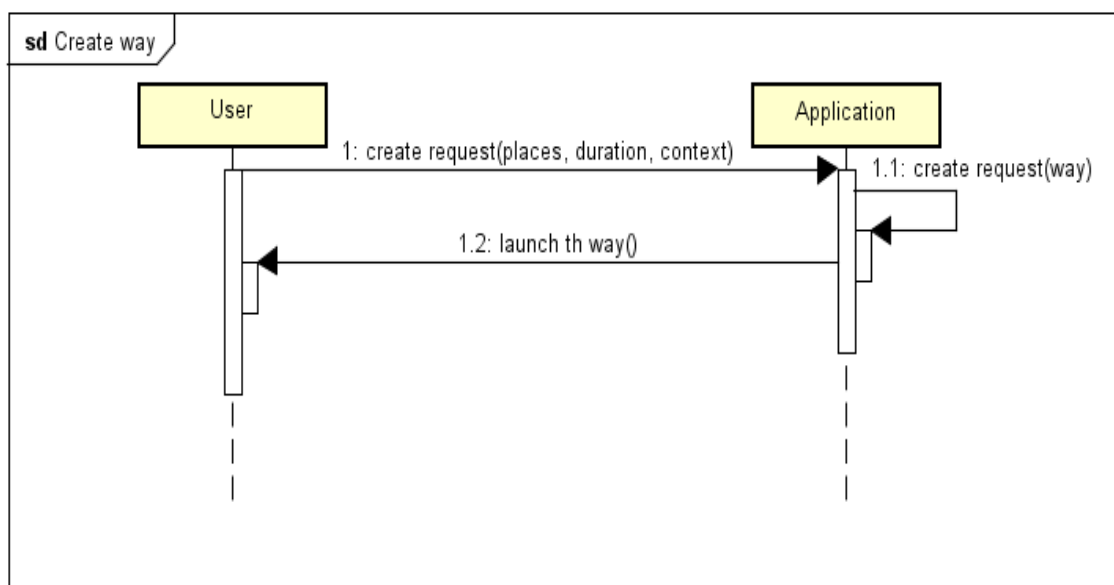 sd Create way
User
Application
1: create request(places, duration, context)
1.1: create request(way)
1.2: launch th way()